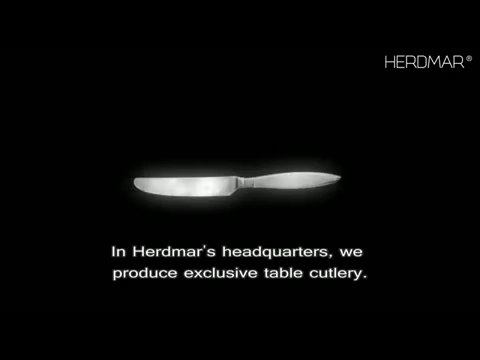 HERDMAR®
In Herdmar's headquarters, we
produce exclusive table cutlery.